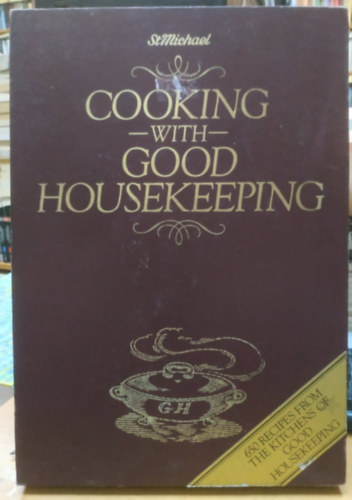 St Michael
COOKING
WITH
GOOD
HOUSEKEEPING
GH
650 RECIPES FROM
THE KITCHENS OF
GOOD
HOUSEKEEPING